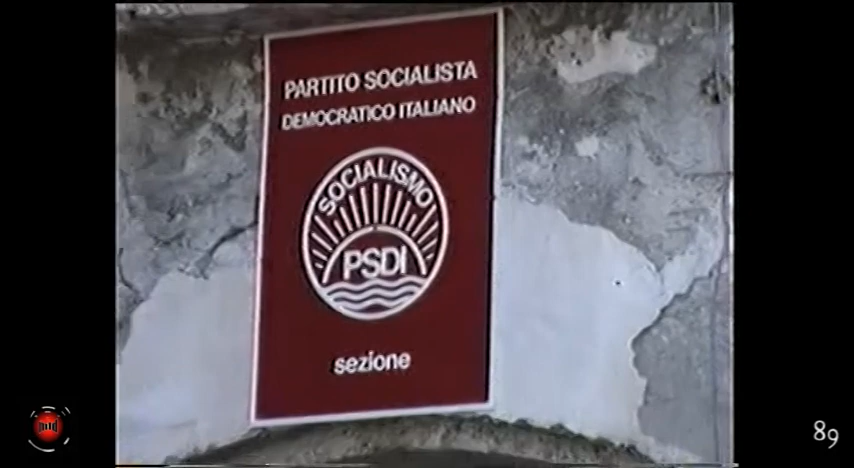 PARTITO SOCIALISTA
DEMOCRATICO ITALIANO
SOCIALISMO
PSDI
sezione
89